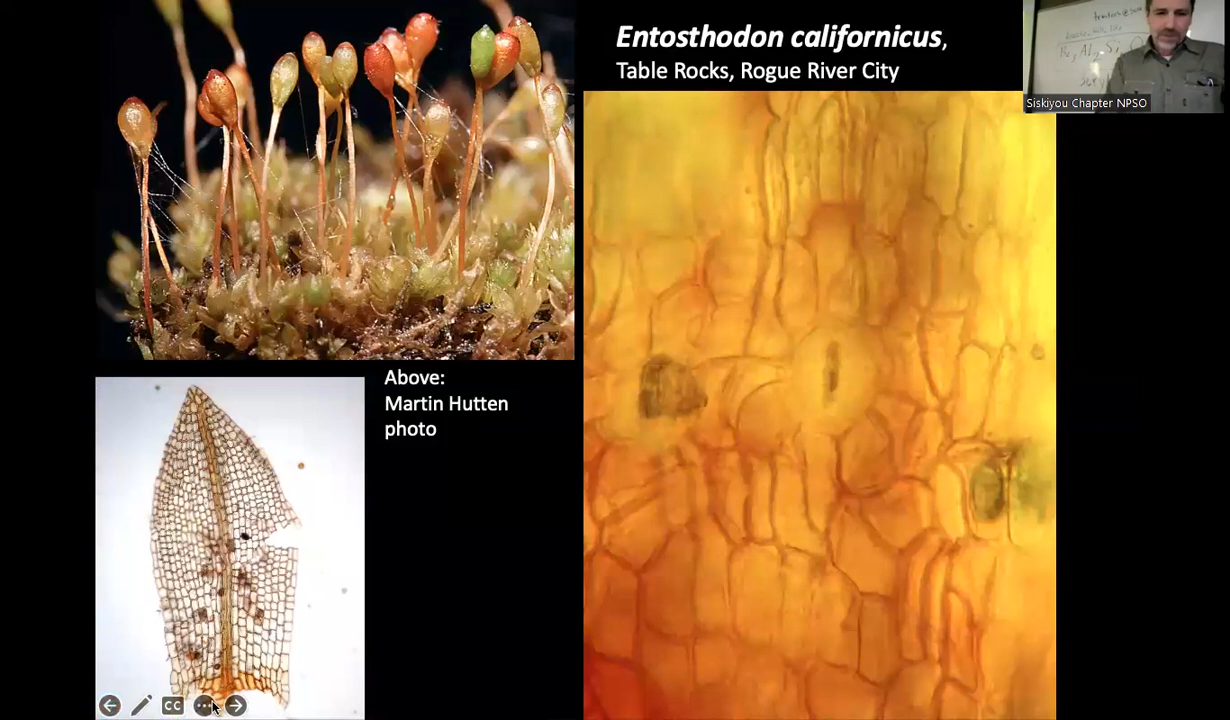 Entosthodon californicus,
Table Rocks, Rogue River City
Siskiyou Chapter NPSO
Above:
Martin Hutten
photo
CC